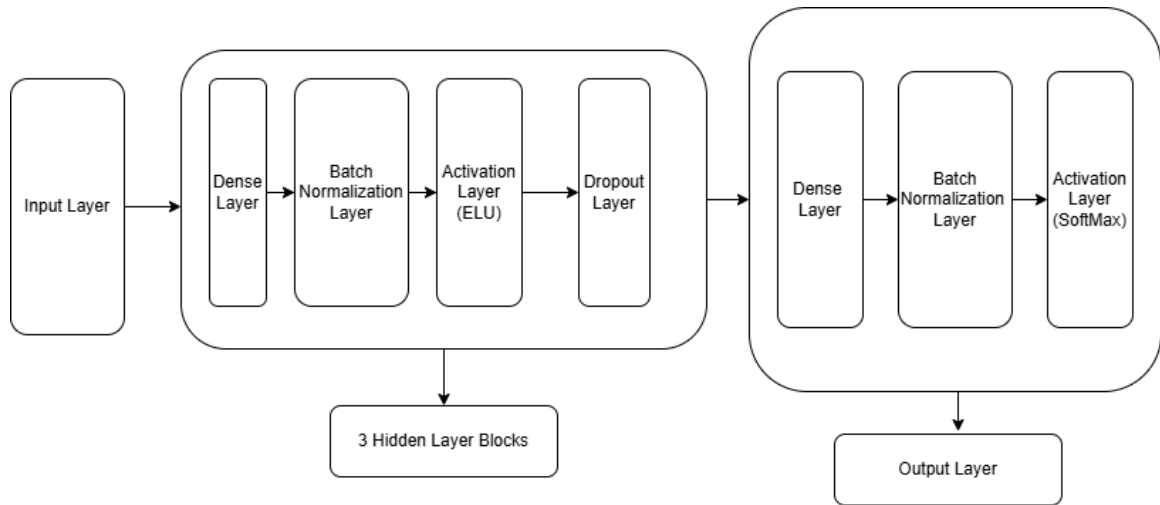 Input Layer
Dense
Layer
Batch
Normalization
Layer
Activation
Layer
(ELU)
Dropout
Layer
3 Hidden Layer Blocks
Dense
Layer
Batch
Normalization
Layer
Activation
Layer
(SoftMax)
Output Layer